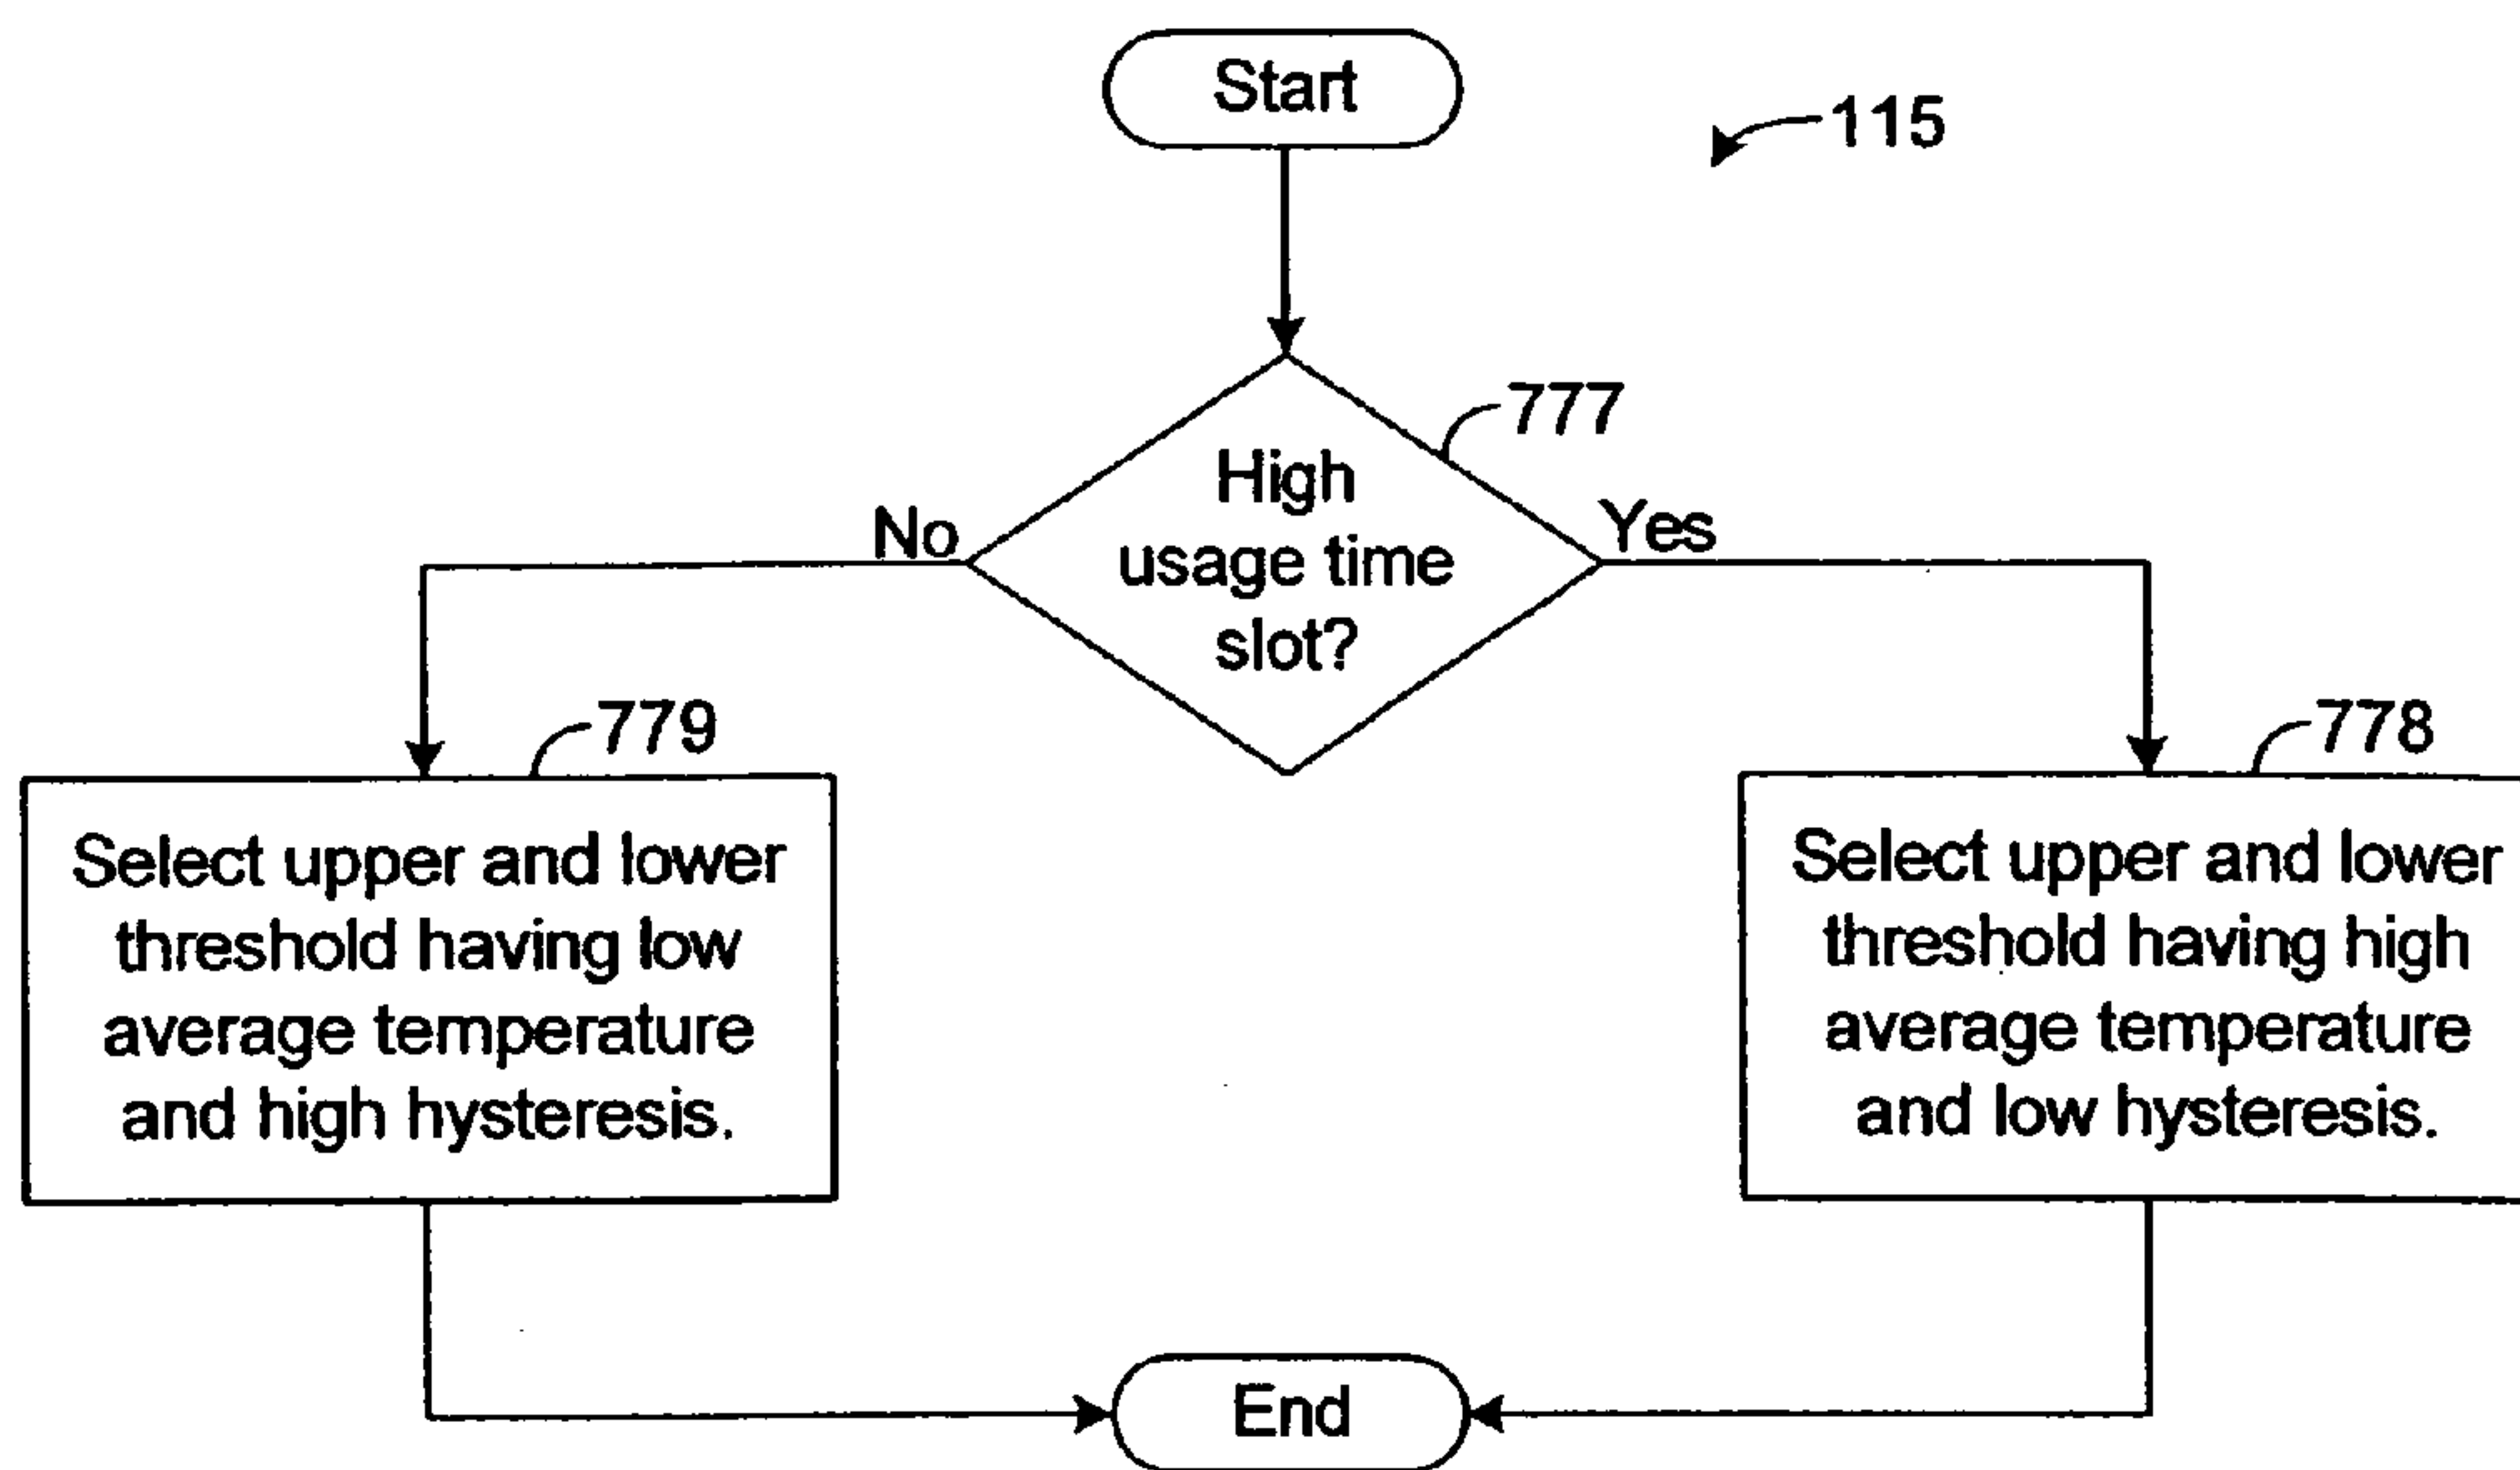 Start
115
777
High
usage time
slot?
No
Yes
779
778
Select upper and lower
threshold having low
average temperature
and high hysteresis.
Select upper and lower
threshold having high
average temperature
and low hysteresis.
End